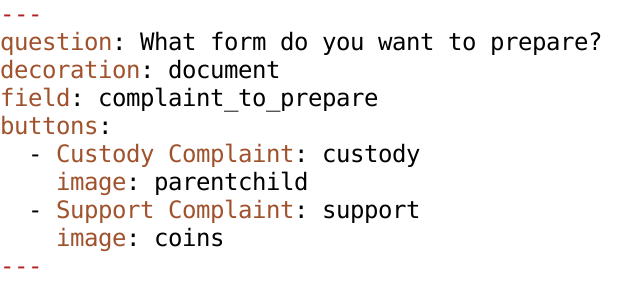 ---
question: What form do you want to prepare?
decoration: document
field: complaint_to_prepare
buttons:
  - Custody Complaint: custody
    image: parentchild
  - Support Complaint: support
    image: coins
---